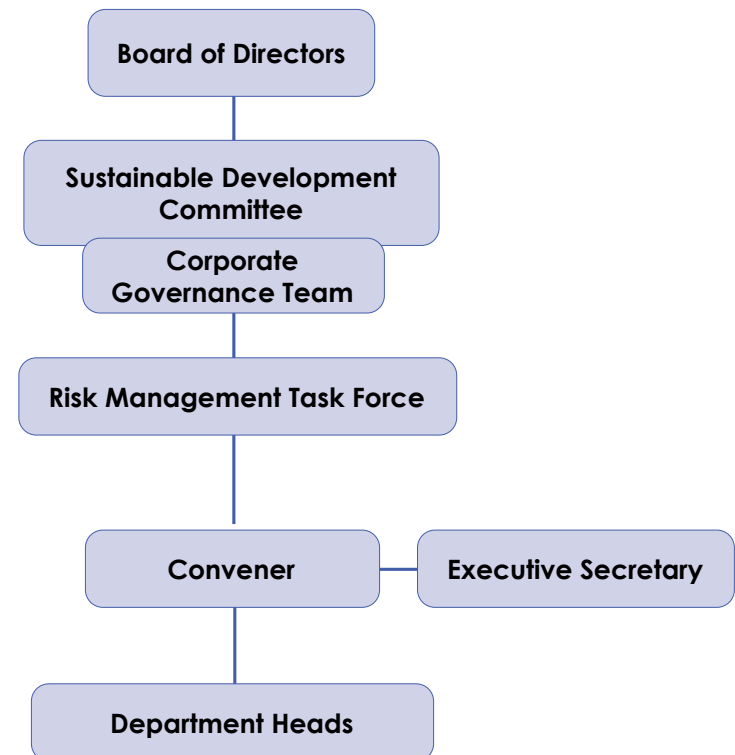 Board of Directors
Sustainable Development
Committee
Corporate
Governance Team
Risk Management Task Force
Convener
Executive Secretary
Department Heads